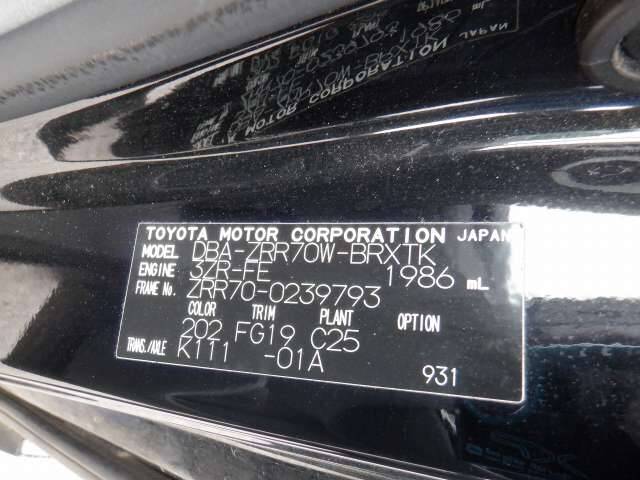 TOYOTA MOTOR CORPORATION JAPAN
MODEL DBA-ZRR70W-BRXTK
ENGINE 3ZR-FE 1986 mL
FRAME No. ZRR70-0239793
COLOR TRIM PLANT OPTION
202 FG19 C25
TRANS./AXLE K111 -01A
931